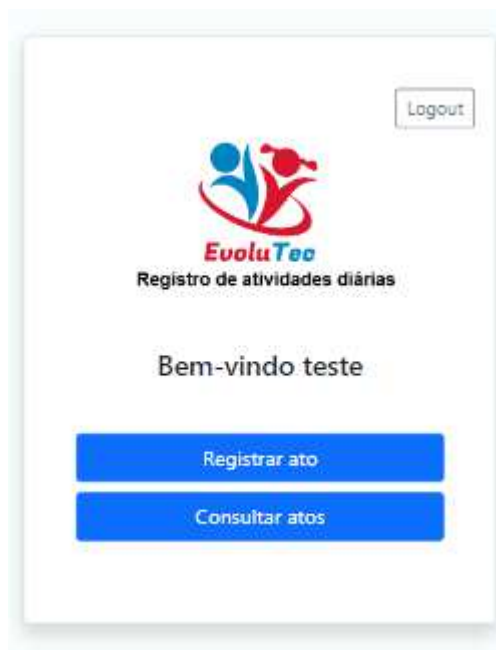 Logout
EvoluTec
Registro de atividades diárias
Bem-vindo teste
Registrar ato
Consultar atos